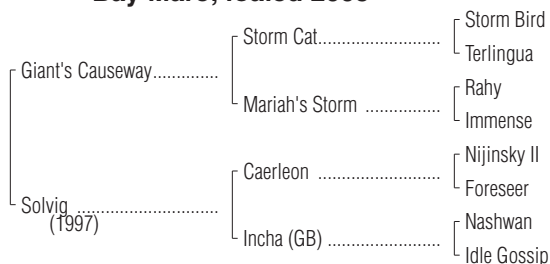 Bay Mare; foaled 2005
Storm Bird
Storm Cat
Terlingua
Giant's Causeway
Rahy
Mariah's Storm
Immense
Nijinsky II
Caerleon
Foreseer
Solvig
(1997)
Nashwan
Incha (GB)
Idle Gossip